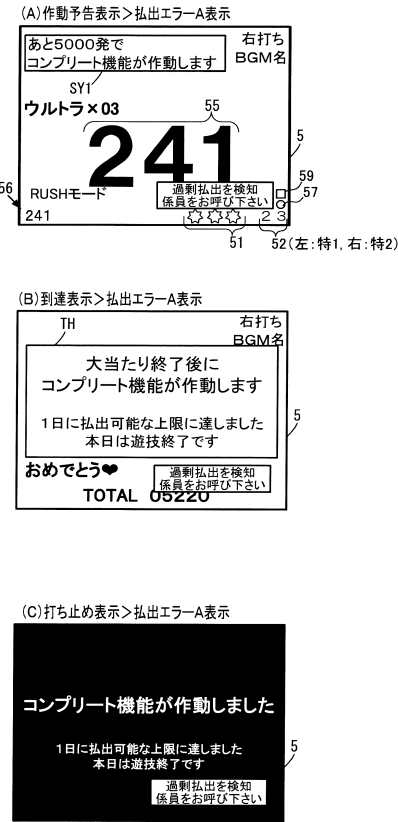 (A)作動予告表示＞払出エラーA表示
あと5000発で
コンプリート機能が作動します
右打ち
BGM名
SY1
ウルトラ×03
55
241
5
59
57
56
RUSHモード
過剰払出を検知
係員をお呼び下さい
241
2 3
51
52(左:特1, 右:特2)
(B)到達表示＞払出エラーA表示
TH
右打ち
BGM名
大当たり終了後に
コンプリート機能が作動します
1日に払出可能な上限に達しました
本日は遊技終了です
5
おめでとう❤
過剰払出を検知
係員をお呼び下さい
TOTAL 05220
(C)打ち止め表示＞払出エラーA表示
コンプリート機能が作動しました
1日に払出可能な上限に達しました
本日は遊技終了です
5
過剰払出を検知
係員をお呼び下さい